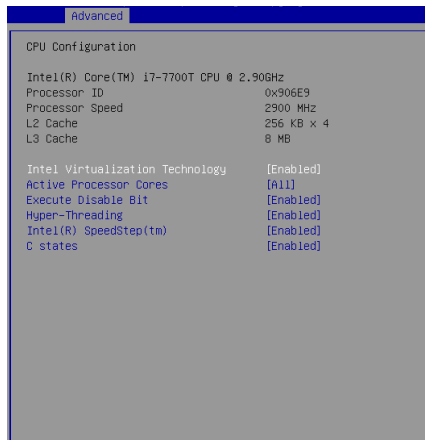 Advanced
CPU Configuration
Intel(R) Core(TM) i7-7700T CPU @ 2.90GHz
Processor ID 0x906E9
Processor Speed 2900 MHz
L2 Cache 256 KB x 4
L3 Cache 8 MB
Intel Virtualization Technology [Enabled]
Active Processor Cores [All]
Execute Disable Bit [Enabled]
Hyper-Threading [Enabled]
Intel(R) SpeedStep(tm) [Enabled]
C states [Enabled]